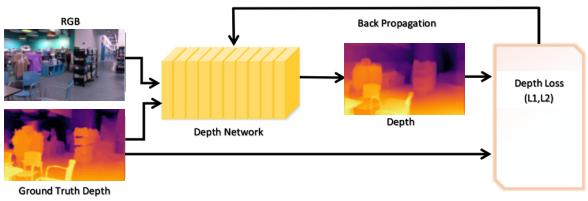 RGB
Back Propagation
Depth Network
Depth
Depth Loss
(L1,L2)
Ground Truth Depth